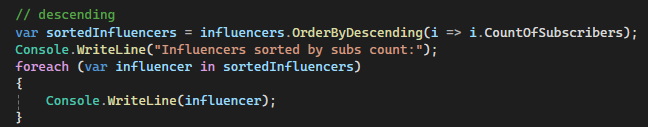 // descending
var sortedInfluencers = influencers.OrderByDescending(i => i.CountOfSubscribers);
Console.WriteLine("Influencers sorted by subs count:");
foreach (var influencer in sortedInfluencers)
{
    Console.WriteLine(influencer);
}